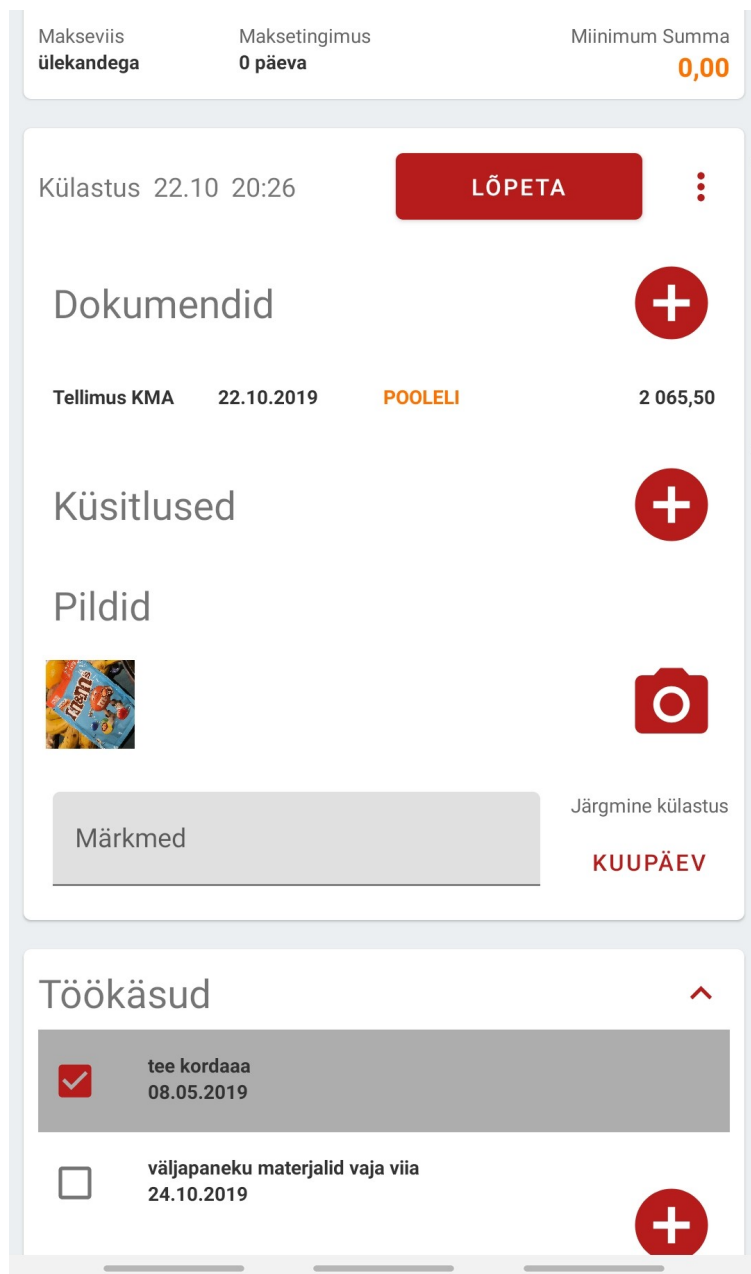 Makseviis Maksetingimus Miinimum Summa
ülekandega 0 päeva 0,00
Külastus 22.10 20:26 LÕPETA
Dokumendid
Tellimus KMA 22.10.2019 POOLELI 2 065,50
Küsitlused
Pildid
m&m's
Märkmed
Järgmine külastus
KUUPÄEV
Töökäsud
tee kordaaa
08.05.2019
väljapaneku materjalid vaja viia
24.10.2019